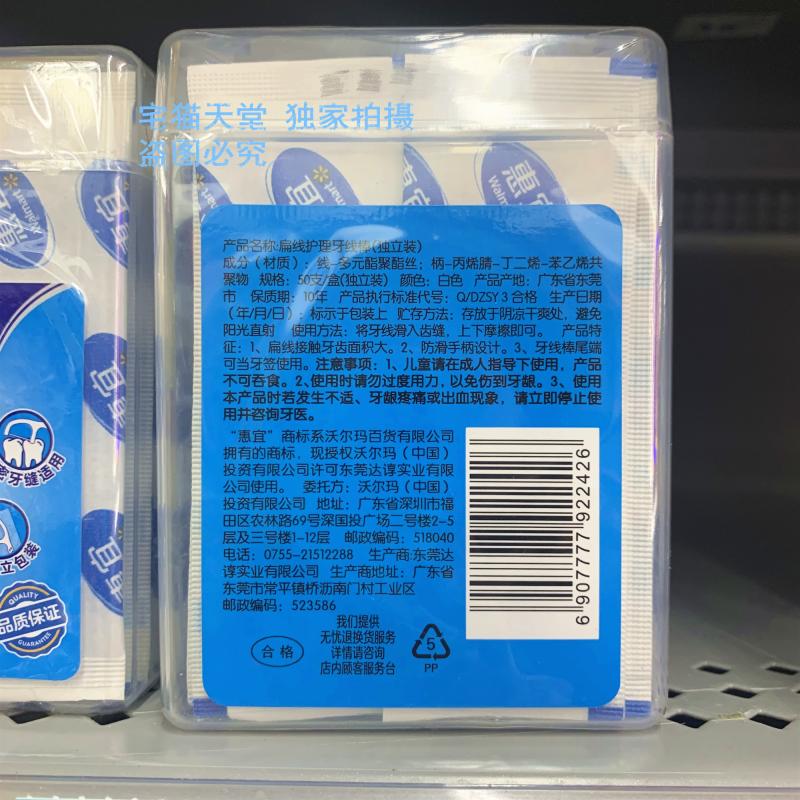 宅猫天堂 独家拍摄
盗图必究
惠宜
Walmart
产品名称:扁线护理牙线棒(独立装)
成分（材质）: 线-多元酯聚酯丝; 柄-丙烯腈-丁二烯-苯乙烯共
聚物 规格: 50支/盒(独立装) 颜色: 白色 产品产地: 广东省东莞
市 保质期: 10年 产品执行标准代号: Q/DZSY 3 合格 生产日期
（年/月/日）: 标示于包装上 贮存方法: 存放于阴凉干爽处, 避免
阳光直射 使用方法: 将牙线滑入齿缝, 上下摩擦即可。 产品特
征: 1、扁线接触牙齿面积大。2、防滑手柄设计。3、牙线棒尾端
可当牙签使用。注意事项: 1、儿童请在成人指导下使用, 产品
不可吞食。2、使用时请勿过度用力, 以免伤到牙龈。3、使用
本产品时若发生不适、牙龈疼痛或出血现象, 请立即停止使
用并咨询牙医。
“惠宜”商标系沃尔玛百货有限公司
拥有的商标, 现授权沃尔玛（中国）
投资有限公司许可东莞达谆实业有限
公司使用。 委托方: 沃尔玛（中国）
投资有限公司 地址: 广东省深圳市福
田区农林路69号深国投广场二号楼2-5
层及三号楼1-12层 邮政编码: 518040
电话: 0755-21512288 生产商:东莞达
谆实业有限公司 生产商地址: 广东省
东莞市常平镇桥沥南门村工业区
邮政编码: 523586
我们提供
无忧退换货服务
详情请咨询
店内顾客服务台
合格
5
PP
6 907777 922426
Walmart
密牙缝适用
立包装
QUALITY
品质保证
GUARANTEE